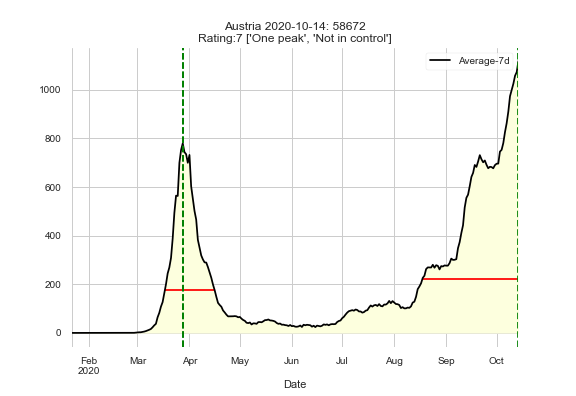 Austria 2020-10-14: 58672
Rating:7 ['One peak', 'Not in control']
Average-7d
1000
800
600
400
200
0
Feb Mar Apr May Jun Jul Aug Sep Oct
2020
Date